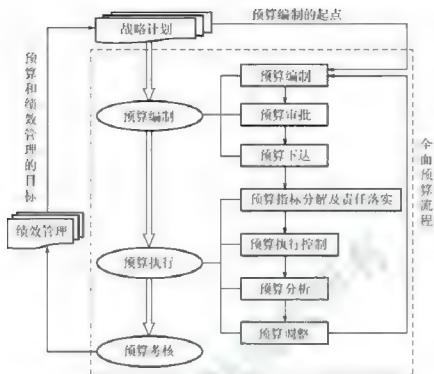 战略计划
预算编制的起点
预算编制
预算编制
预算审批
预算下达
预算和绩效管理的目标
全面预算流程
预算指标分解及责任落实
绩效管理
预算执行控制
预算执行
预算分析
预算调整
预算考核